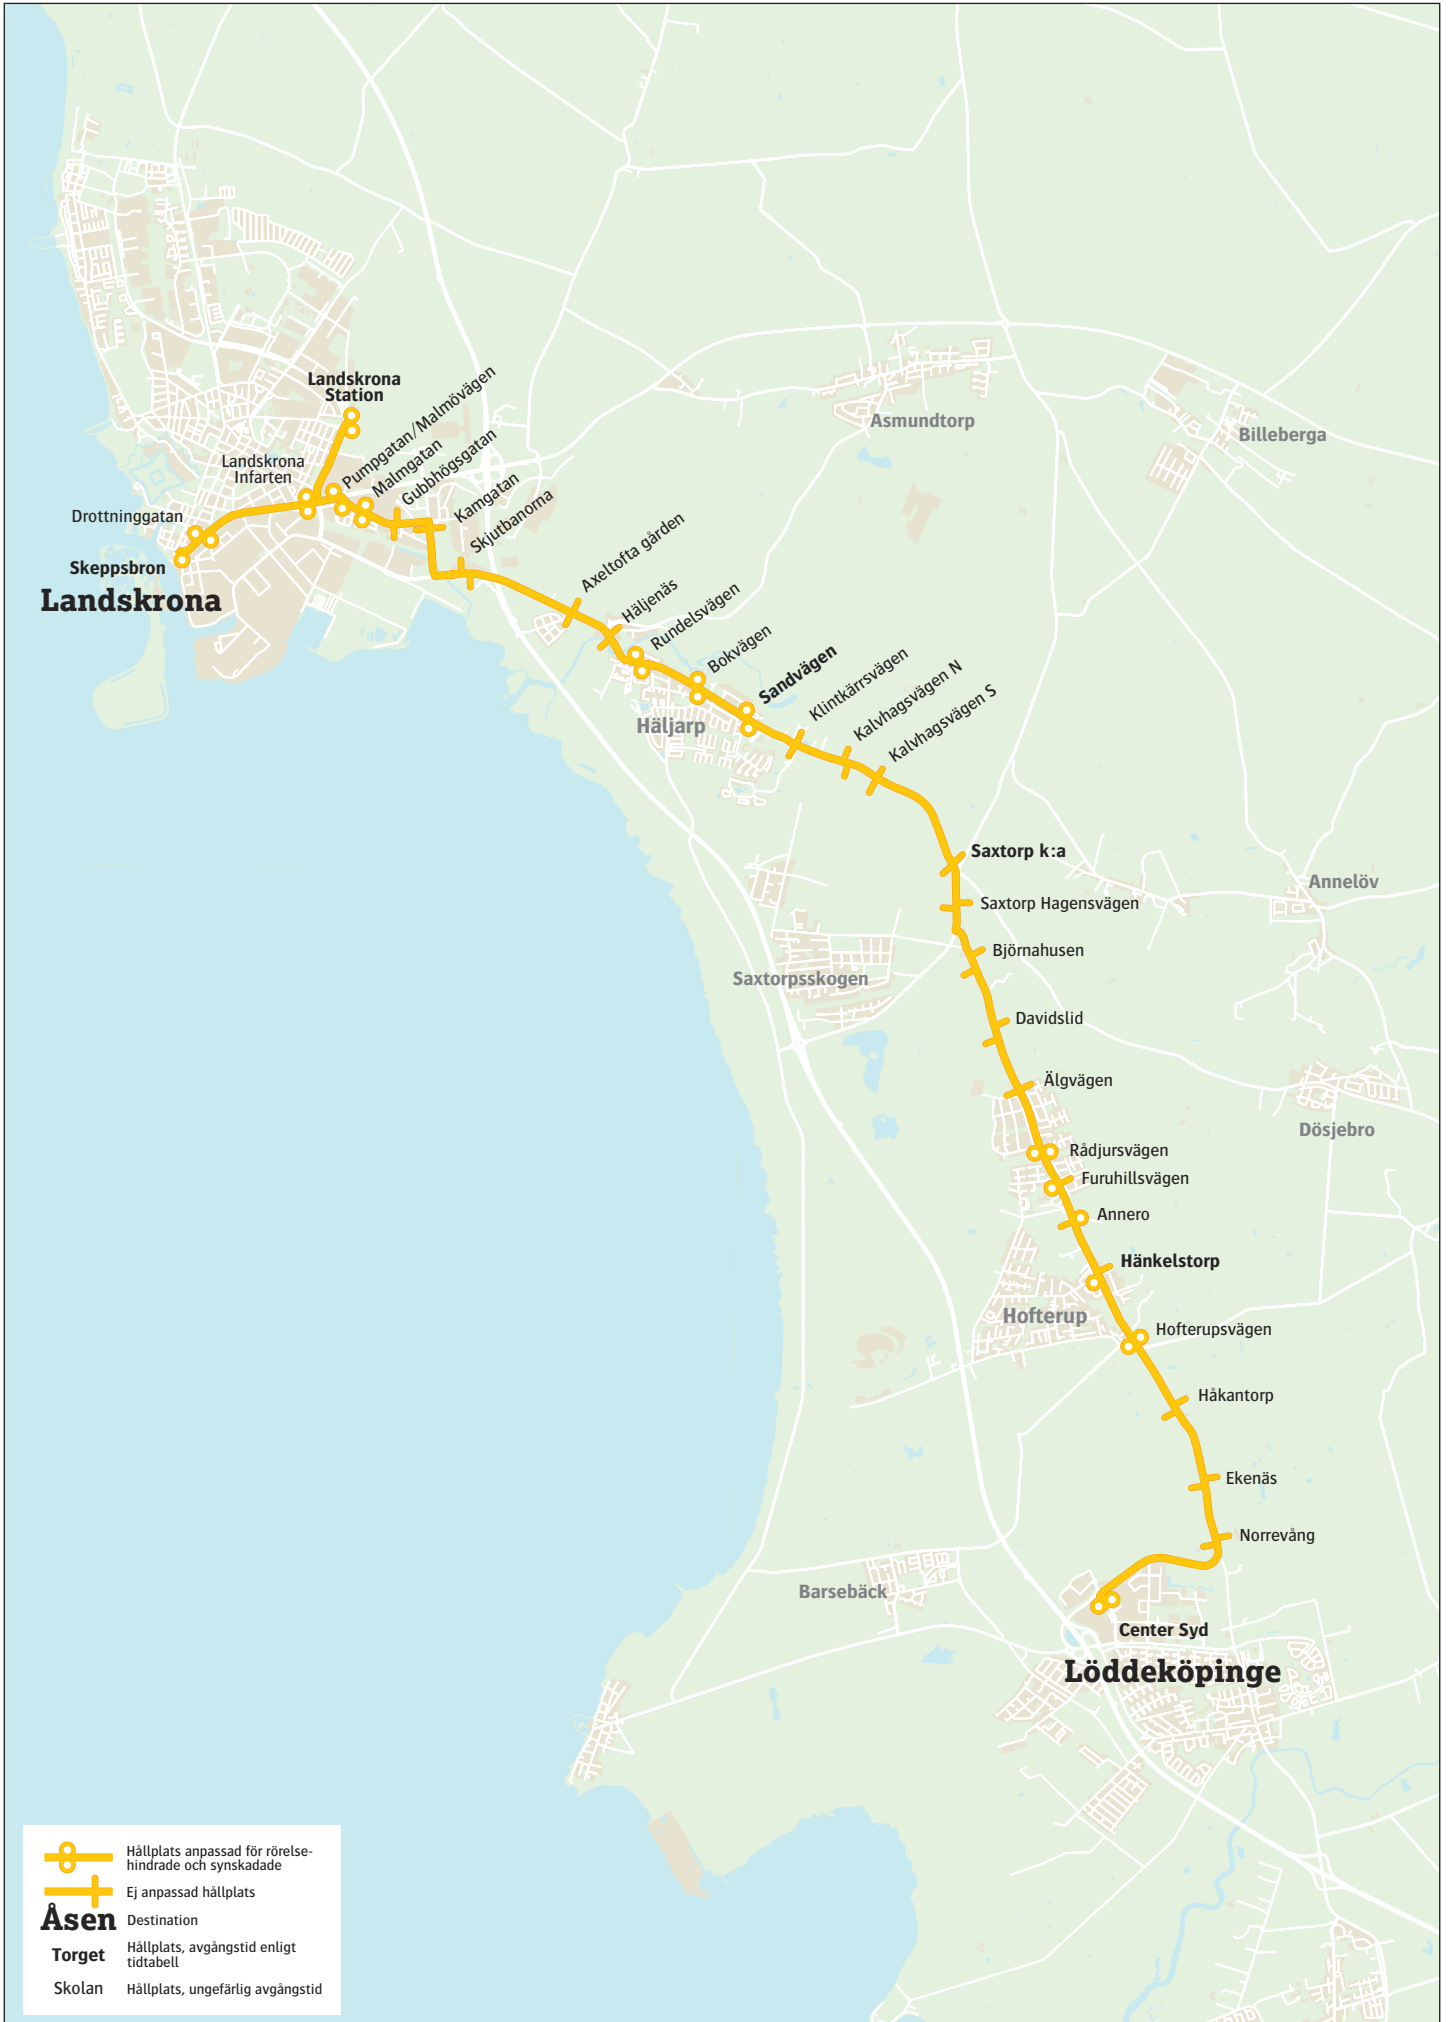 Landskrona
Station
Pumpgatan/Malmövägen
Malmgatan
Gubbhögsgatan
Kamgatan
Skjutbanorna
Landskrona
Infarten
Drottninggatan
Skeppsbron
Landskrona
Asmundtorp
Billeberga
Axeltofta gården
Häljenäs
Rundelsvägen
Bokvägen
Sandvägen
Klintkärrsvägen
Kalvhagsvägen N
Kalvhagsvägen S
Häljarp
Saxtorp k:a
Annelöv
Saxtorp Hagensvägen
Björnahusen
Saxtorpsskogen
Davidslid
Älgvägen
Dösjebro
Rådjursvägen
Furuhillsvägen
Annero
Hänkelstorp
Hofterup
Hofterupsvägen
Håkantorp
Ekenäs
Norrevång
Barsebäck
Center Syd
Löddeköpinge
Hållplats anpassad för rörelse-
hindrade och synskadade
Ej anpassad hållplats
Åsen Destination
Torget Hållplats, avgångstid enligt
tidtabell
Skolan Hållplats, ungefärlig avgångstid